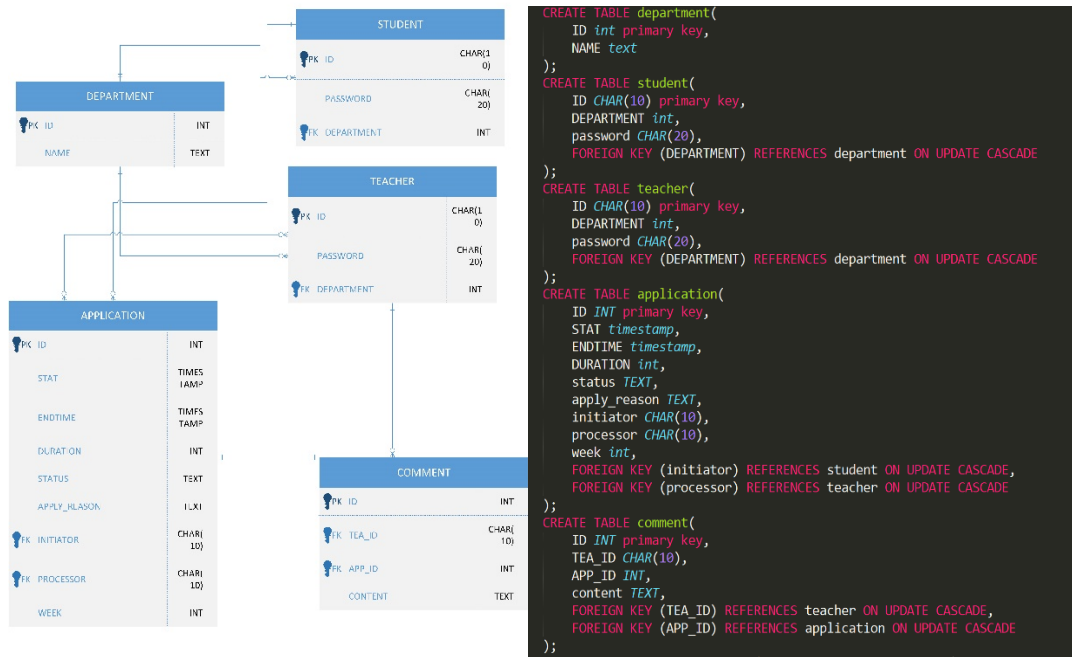 STUDENT
PK ID CHAR(1
0)
PASSWORD CHAR(
20)
FK DEPARTMENT INT
DEPARTMENT
PK ID INT
NAME TEXT
TEACHER
PK ID CHAR(1
0)
PASSWORD CHAR(
20)
FK DEPARTMENT INT
APPLICATION
PK ID INT
STAT TIMES
TAMP
ENDTIME TIMES
TAMP
DURATION INT
STATUS TEXT
APPLY_REASON TEXT
FK INITIATOR CHAR(
10)
FK PROCESSOR CHAR(
10)
WEEK INT
COMMENT
PK ID INT
FK TEA_ID CHAR(
10)
FK APP_ID INT
CONTENT TEXT
CREATE TABLE department(
ID int primary key,
NAME text
);
CREATE TABLE student(
ID CHAR(10) primary key,
DEPARTMENT int,
password CHAR(20),
FOREIGN KEY (DEPARTMENT) REFERENCES department ON UPDATE CASCADE
);
CREATE TABLE teacher(
ID CHAR(10) primary key,
DEPARTMENT int,
password CHAR(20),
FOREIGN KEY (DEPARTMENT) REFERENCES department ON UPDATE CASCADE
);
CREATE TABLE application(
ID INT primary key,
STAT timestamp,
ENDTIME timestamp,
DURATION int,
status TEXT,
apply_reason TEXT,
initiator CHAR(10),
processor CHAR(10),
week int,
FOREIGN KEY (initiator) REFERENCES student ON UPDATE CASCADE,
FOREIGN KEY (processor) REFERENCES teacher ON UPDATE CASCADE
);
CREATE TABLE comment(
ID INT primary key,
TEA_ID CHAR(10),
APP_ID INT,
content TEXT,
FOREIGN KEY (TEA_ID) REFERENCES teacher ON UPDATE CASCADE,
FOREIGN KEY (APP_ID) REFERENCES application ON UPDATE CASCADE
);